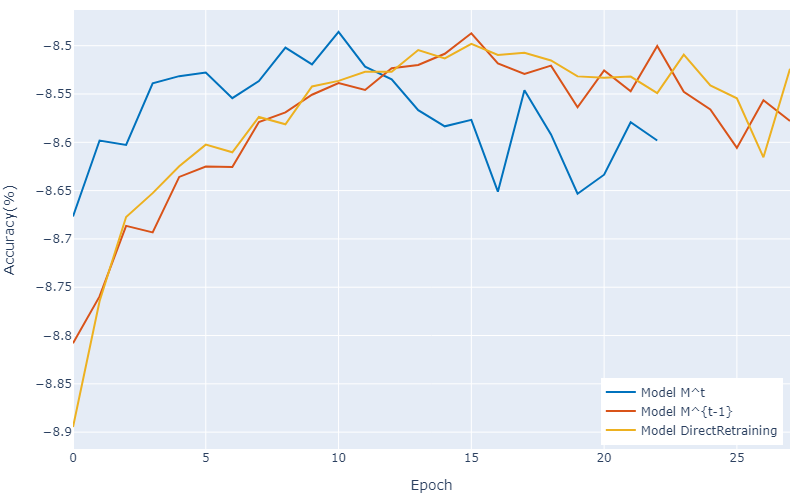 Accuracy(%)
−8.5
−8.55
−8.6
−8.65
−8.7
−8.75
−8.8
−8.85
−8.9
0 5 10 15 20 25
Epoch
Model M^t
Model M^{t-1}
Model DirectRetraining